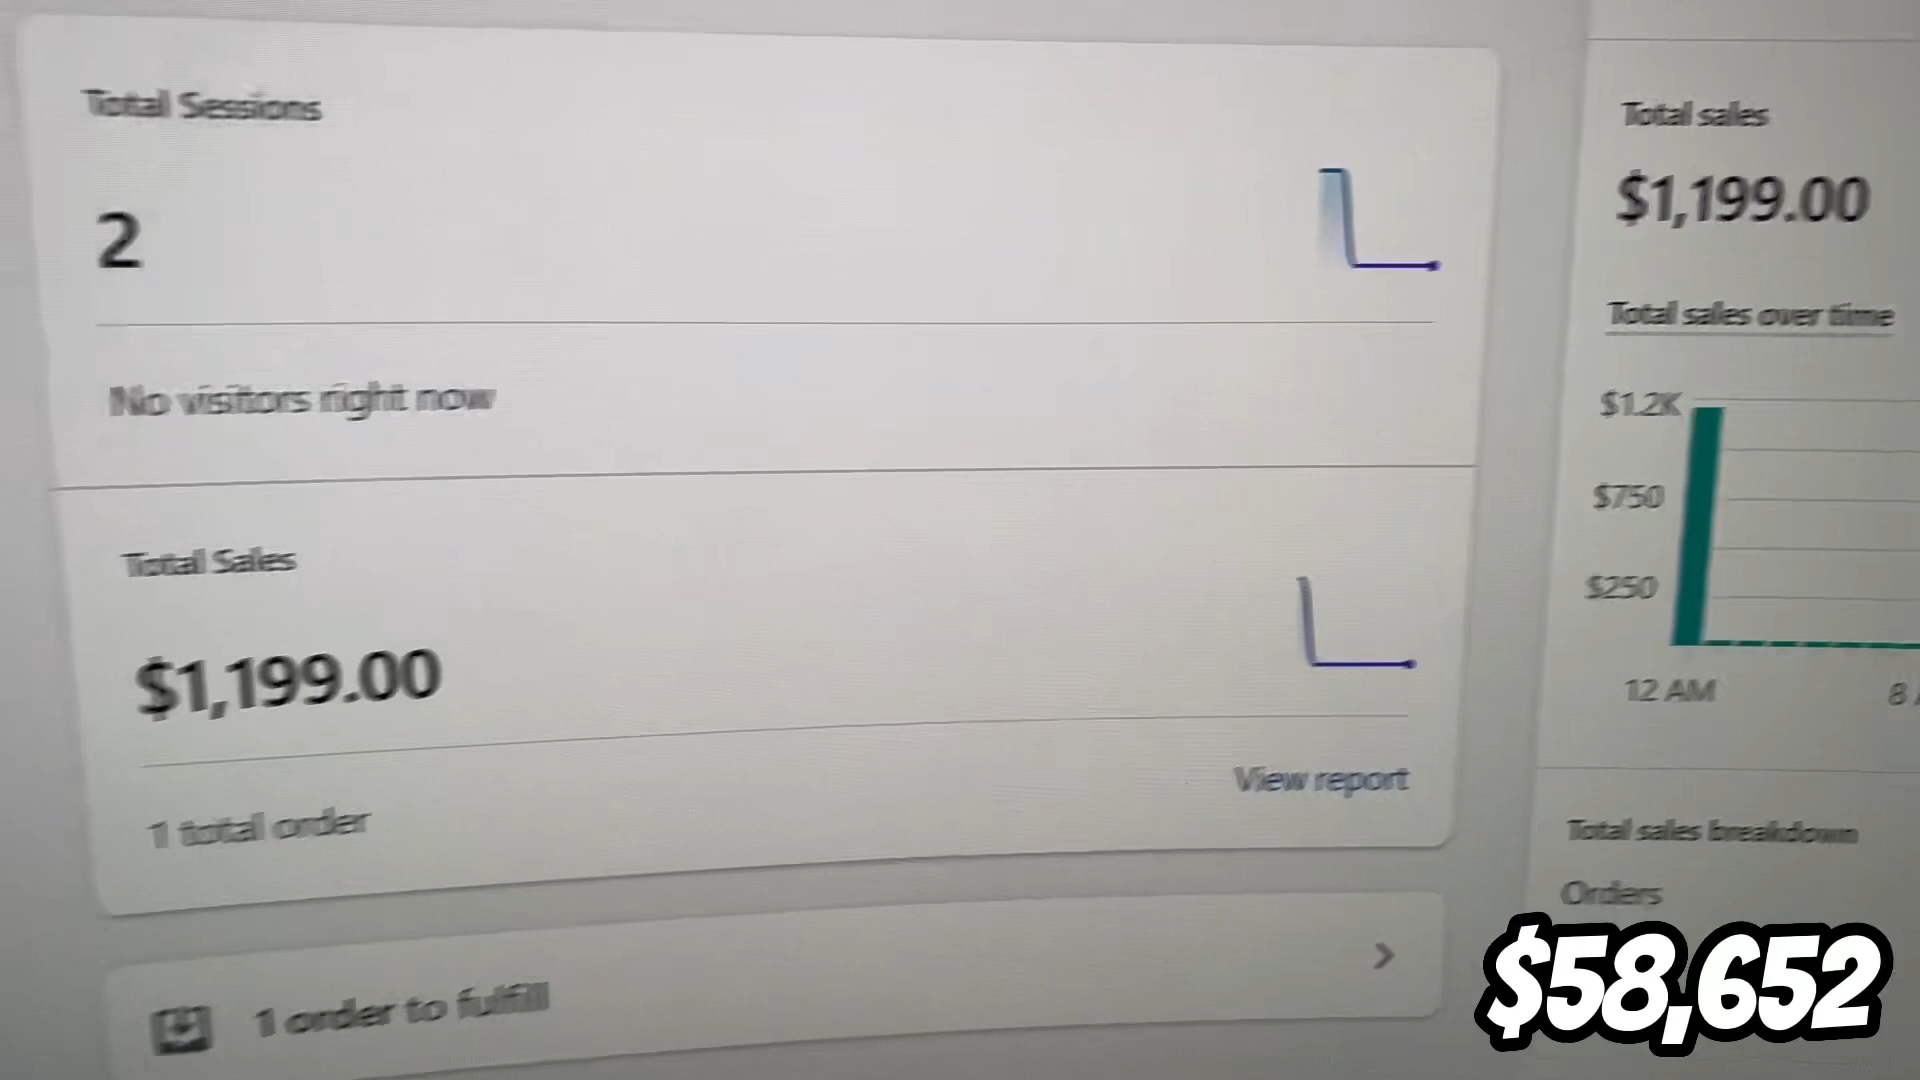 Total Sessions
2
No visitors right now
Total Sales
$1,199.00
View report
1 total order
1 order to fulfill
Total sales
$1,199.00
Total sales over time
$1.2K
$750
$250
12 AM
8 A
Total sales breakdown
Orders
$58,652